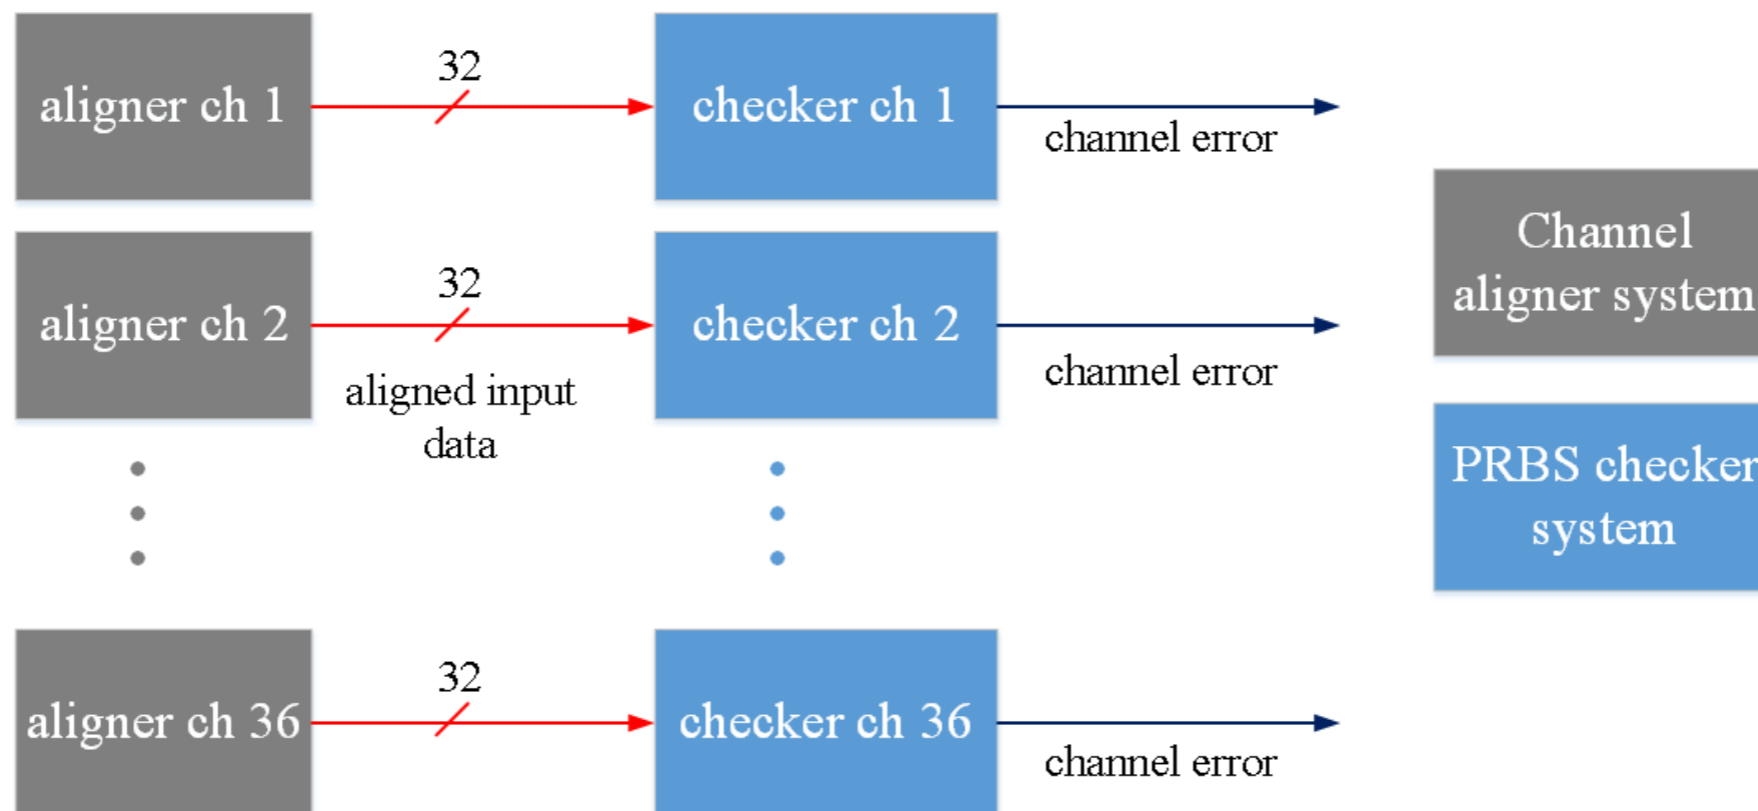 32
aligner ch 1
checker ch 1
channel error
32
aligner ch 2
checker ch 2
channel error
aligned input
data
32
aligner ch 36
checker ch 36
channel error
Channel
aligner system
PRBS checker
system